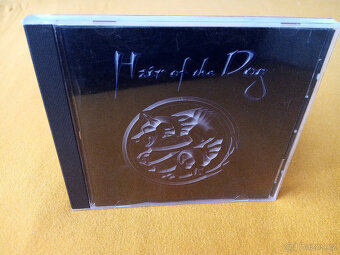 Hair of the Dog